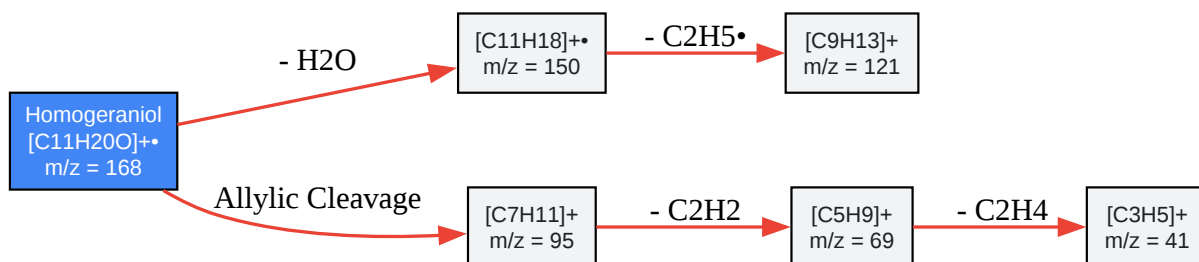 - H2O
[C11H18]+•
m/z = 150
- C2H5•
[C9H13]+
m/z = 121
Homogeraniol
[C11H20O]+•
m/z = 168
Allylic Cleavage
[C7H11]+
m/z = 95
- C2H2
[C5H9]+
m/z = 69
- C2H4
[C3H5]+
m/z = 41